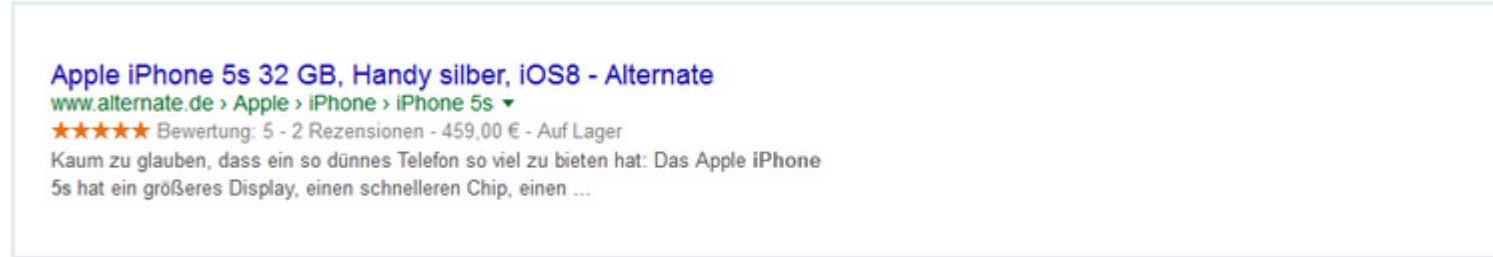 Apple iPhone 5s 32 GB, Handy silber, iOS8 - Alternate
www.alternate.de › Apple › iPhone › iPhone 5s ▼
★★★★★ Bewertung: 5 - 2 Rezensionen - 459,00 € - Auf Lager
Kaum zu glauben, dass ein so dünnes Telefon so viel zu bieten hat: Das Apple iPhone
5s hat ein größeres Display, einen schnelleren Chip, einen ...